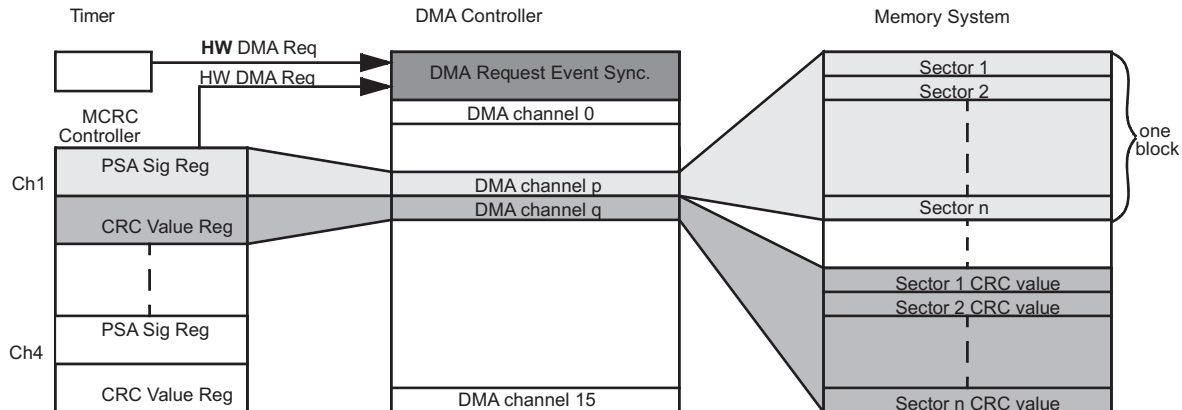 Timer
DMA Controller
Memory System
HW DMA Req
HW DMA Req
DMA Request Event Sync.
DMA channel 0
MCRC
Controller
Ch1
PSA Sig Reg
CRC Value Reg
DMA channel p
DMA channel q
Sector 1
Sector 2
Sector n
one
block
Sector 1 CRC value
Sector 2 CRC value
Ch4
PSA Sig Reg
CRC Value Reg
DMA channel 15
Sector n CRC value